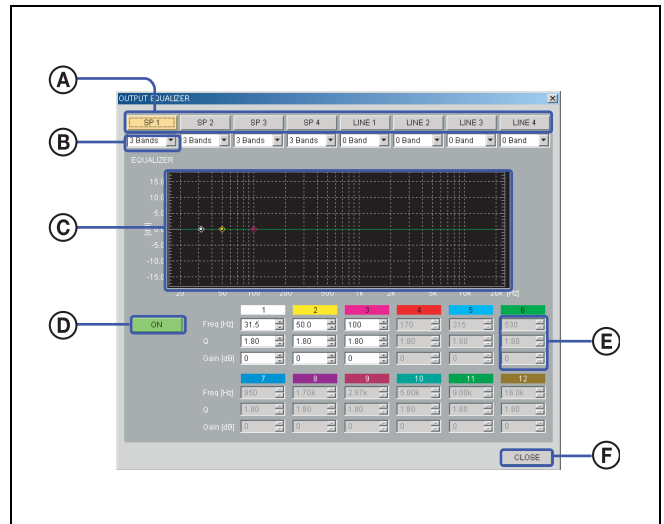 A
OUTPUT EQUALIZER
SP 1 SP 2 SP 3 SP 4 LINE 1 LINE 2 LINE 3 LINE 4
B
3 Bands 3 Bands 3 Bands 3 Bands 0 Band 0 Band 0 Band 0 Band
EQUALIZER
15.0
10.0
5.0
C
[dB] 0.0
-5.0
-10.0
-15.0
20 50 100 200 500 1k 2k 5k 10k 20k [Hz]
1 2 3 4 5 6
D
ON
Freq [Hz] 31.5 50.0 100 170 315 530
Q 1.80 1.80 1.80 1.80 1.80 1.80
E
Gain [dB] 0 0 0 0 0 0
7 8 9 10 11 12
Freq [Hz] 950 1.70k 2.87k 5.00k 9.00k 16.0k
Q 1.80 1.80 1.80 1.80 1.80 1.80
Gain [dB] 0 0 0 0 0 0
CLOSE
F